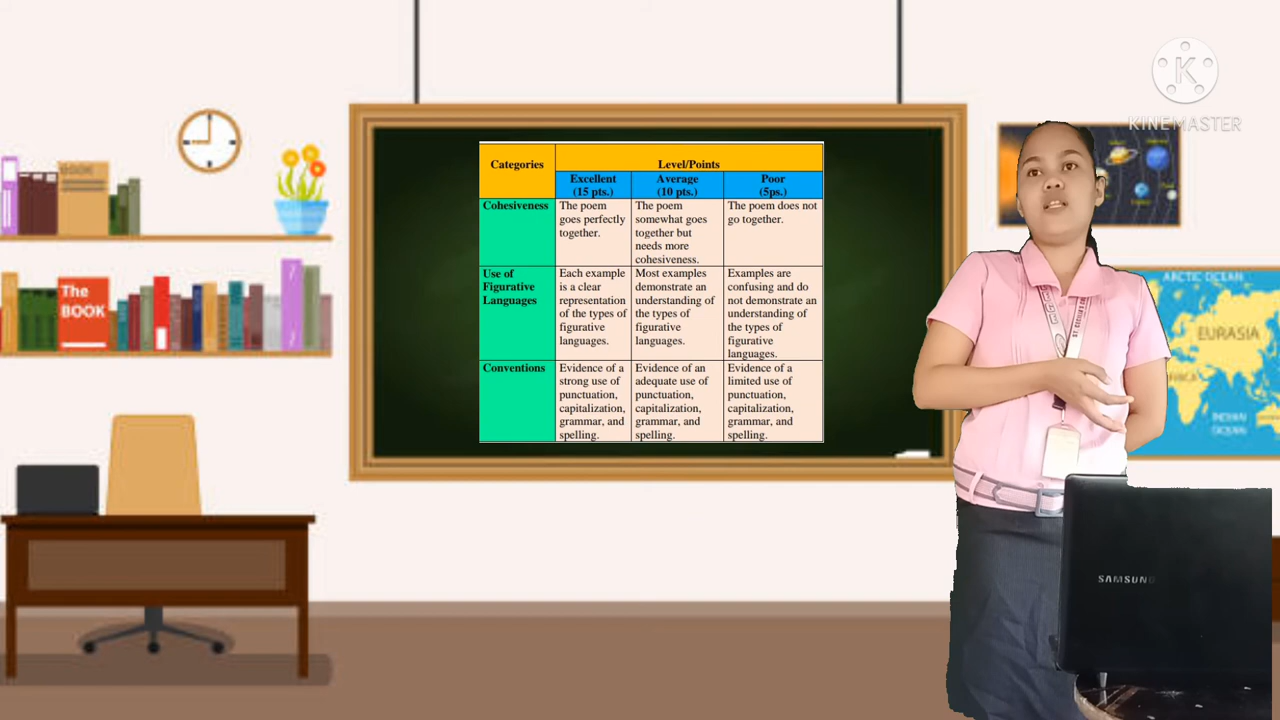 KINEMASTER
Categories
Level/Points
Excellent
(15 pts.)
Average
(10 pts.)
Poor
(5ps.)
Cohesiveness
The poem
goes perfectly
together.
The poem
somewhat goes
together but
needs more
cohesiveness.
The poem does not
go together.
Use of
Figurative
Languages
Each example
is a clear
representation
of the types of
figurative
languages.
Most examples
demonstrate an
understanding of
the types of
figurative
languages.
Examples are
confusing and do
not demonstrate an
understanding of
the types of
figurative
languages.
Conventions
Evidence of a
strong use of
punctuation,
capitalization,
grammar, and
spelling.
Evidence of an
adequate use of
punctuation,
capitalization,
grammar, and
spelling.
Evidence of a
limited use of
punctuation,
capitalization,
grammar, and
spelling.
BOOK
The
BOOK
ARCTIC OCEAN
EURASIA
INDIAN
OCEAN
SAMSUNG